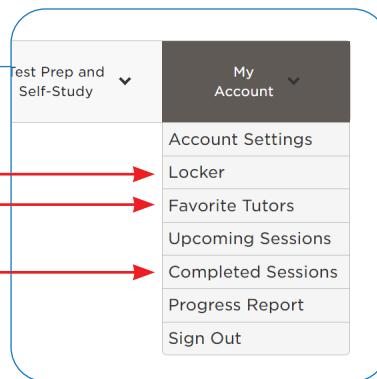 Test Prep and
Self-Study
My
Account
Account Settings
Locker
Favorite Tutors
Upcoming Sessions
Completed Sessions
Progress Report
Sign Out